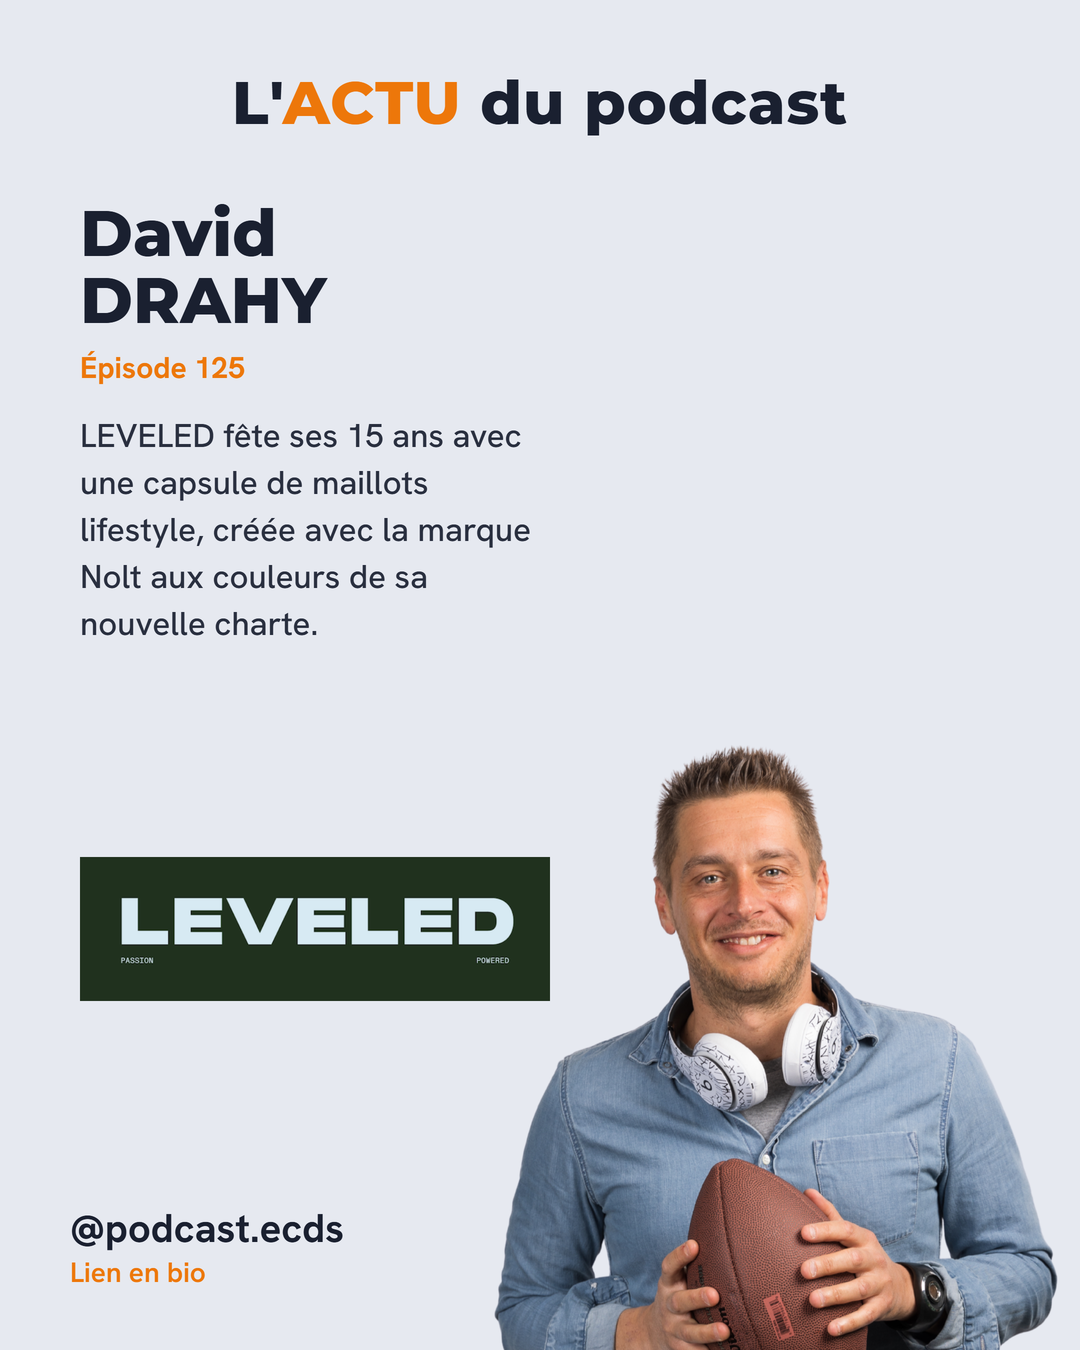 L'ACTU du podcast
David
DRAHY
Épisode 125
LEVELED fête ses 15 ans avec
une capsule de maillots
lifestyle, créée avec la marque
Nolt aux couleurs de sa
nouvelle charte.
LEVELED
PASSION POWERED
@podcast.ecds
Lien en bio